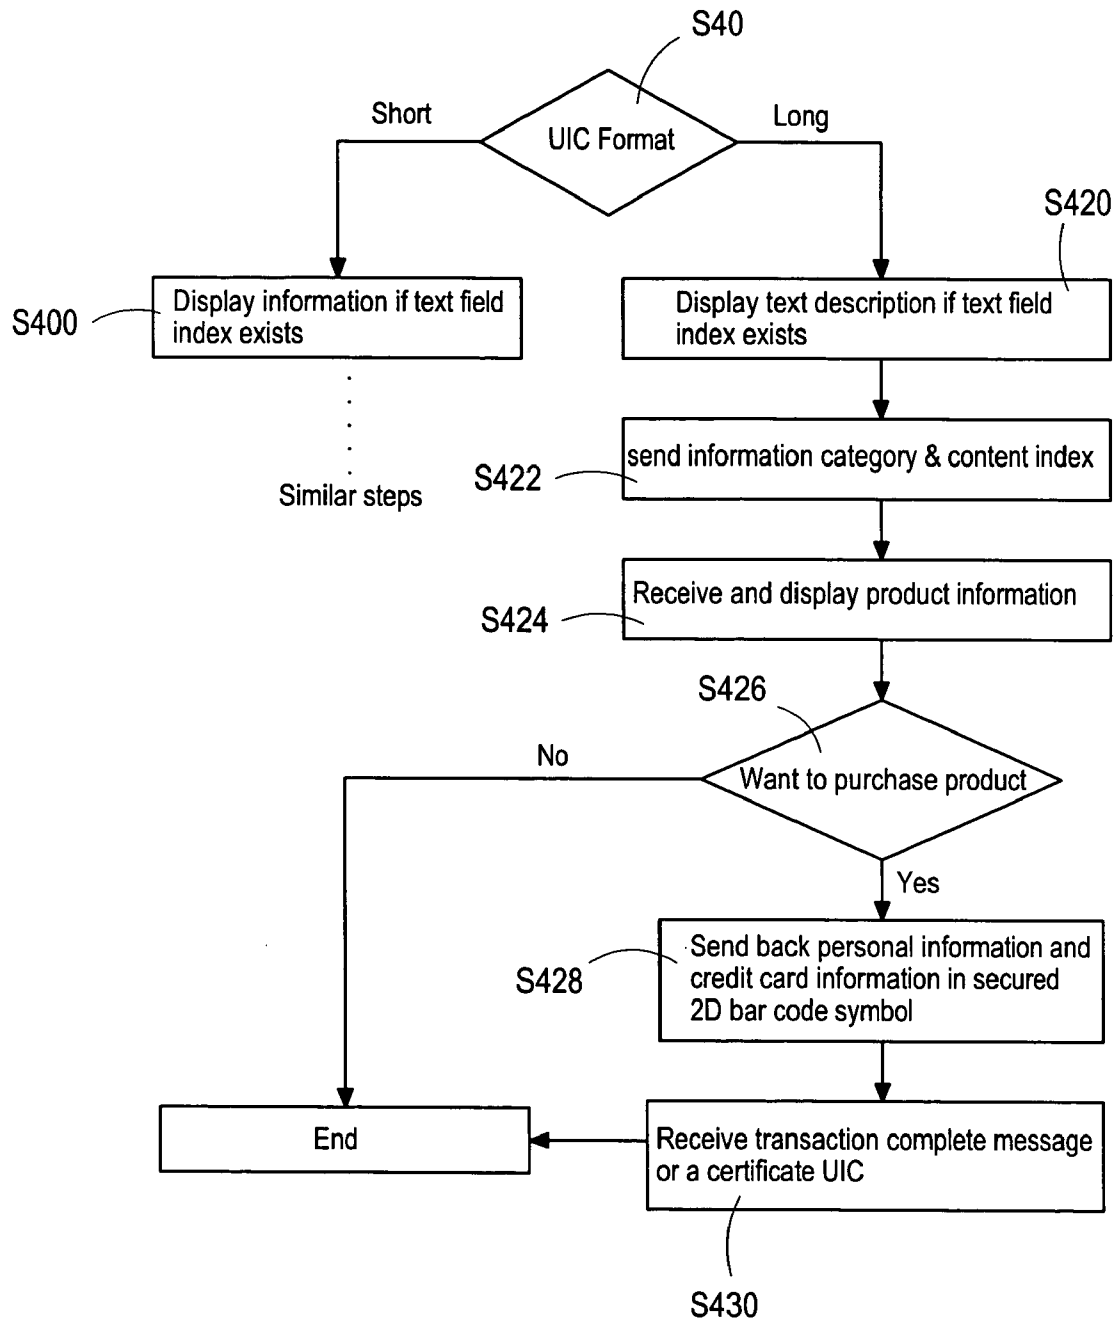 S40
Short
Long
UIC Format
S420
S400
Display information if text field
index exists
Display text description if text field
index exists
send information category & content index
S422
Similar steps
Receive and display product information
S424
S426
No
Want to purchase product
Yes
Send back personal information and
credit card information in secured
2D bar code symbol
S428
End
Receive transaction complete message
or a certificate UIC
S430